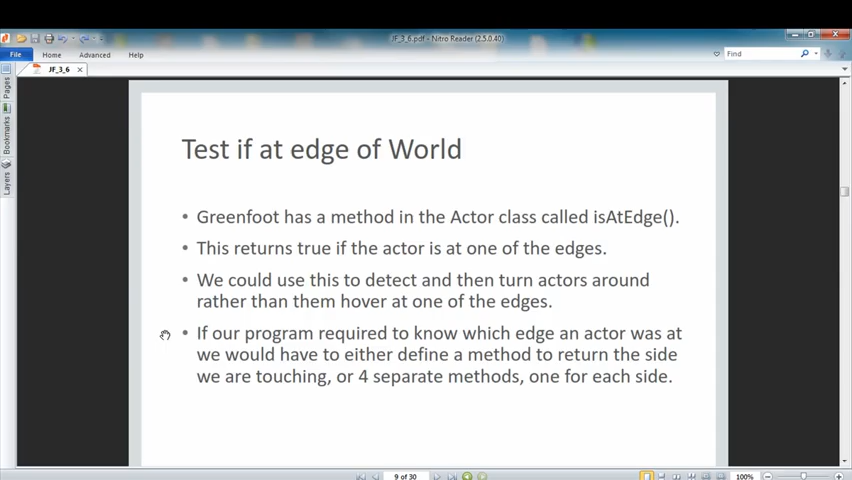 JF_3_6.pdf - Nitro Reader (2.5.0.40)
File Home Advanced Help
Find
JF_3_6
Pages
Bookmarks
Layers
Test if at edge of World
• Greenfoot has a method in the Actor class called isAtEdge().
• This returns true if the actor is at one of the edges.
• We could use this to detect and then turn actors around
rather than them hover at one of the edges.
• If our program required to know which edge an actor was at
we would have to either define a method to return the side
we are touching, or 4 separate methods, one for each side.
9 of 30
100%